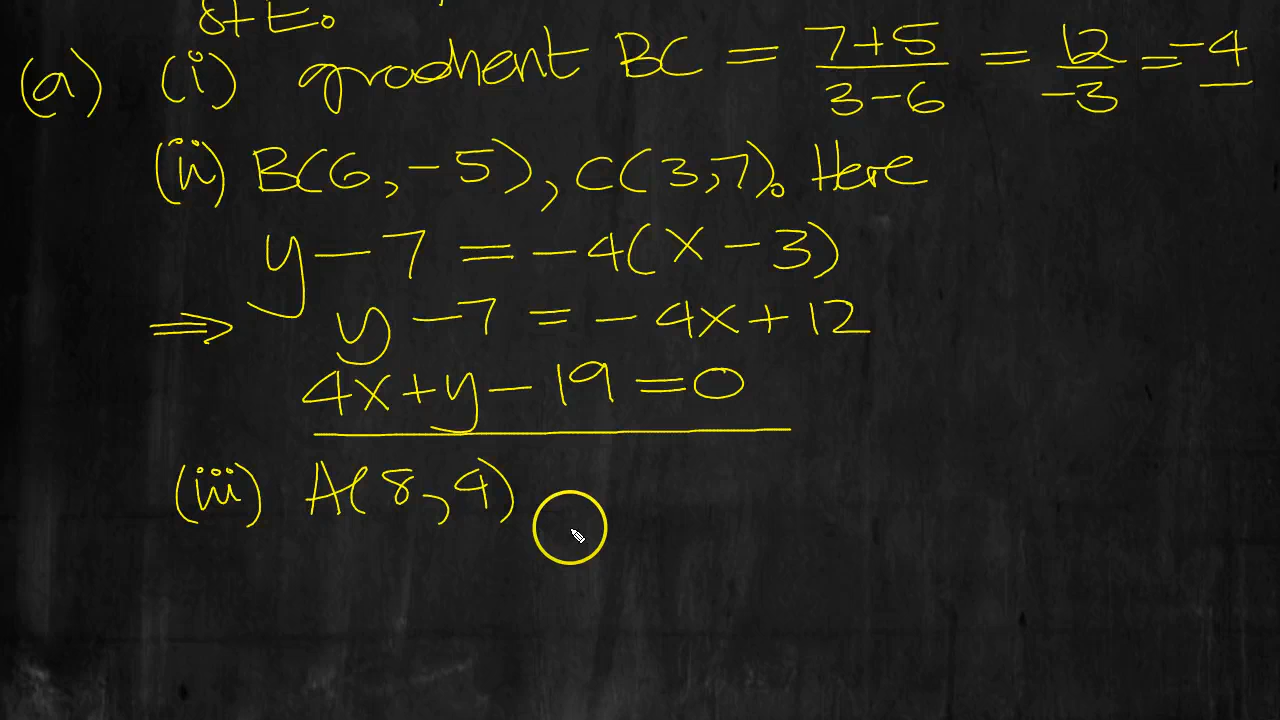 (a) (i) gradient BC = 7+5/3-6 = 12/-3 = -4
(ii) B(6,-5), C(3,7). Here
y - 7 = -4(x - 3)
⇒ y - 7 = -4x + 12
4x + y - 19 = 0
(iii) A(8,4)